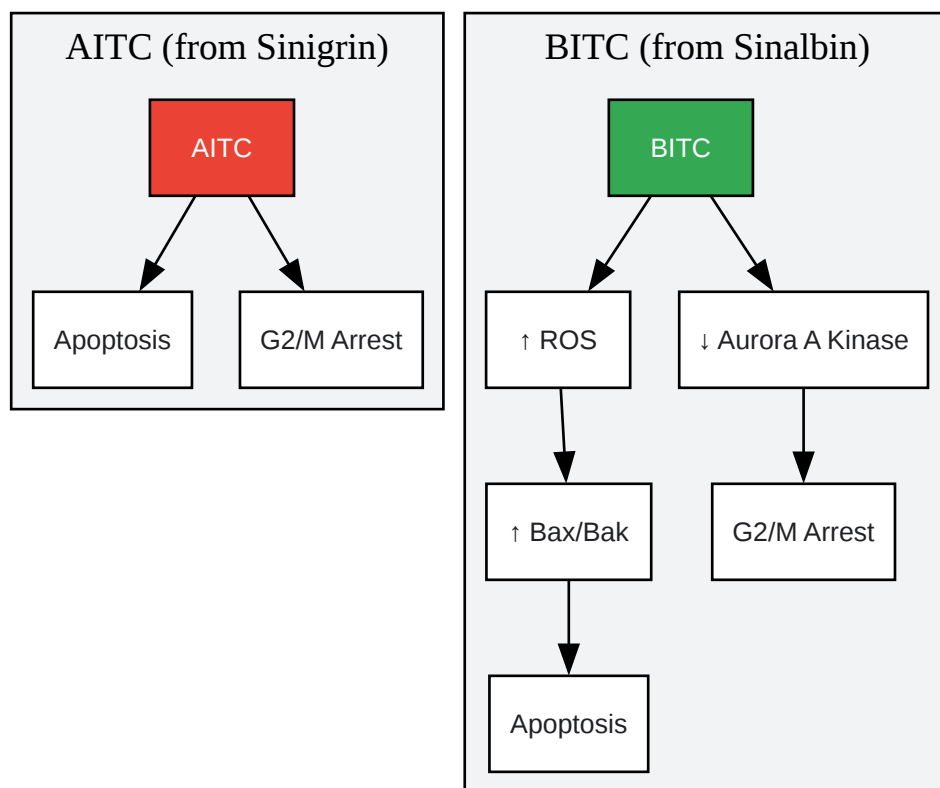 AITC (from Sinigrin)
AITC
Apoptosis
G2/M Arrest
BITC (from Sinalbin)
BITC
↑ ROS
↓ Aurora A Kinase
↑ Bax/Bak
G2/M Arrest
Apoptosis